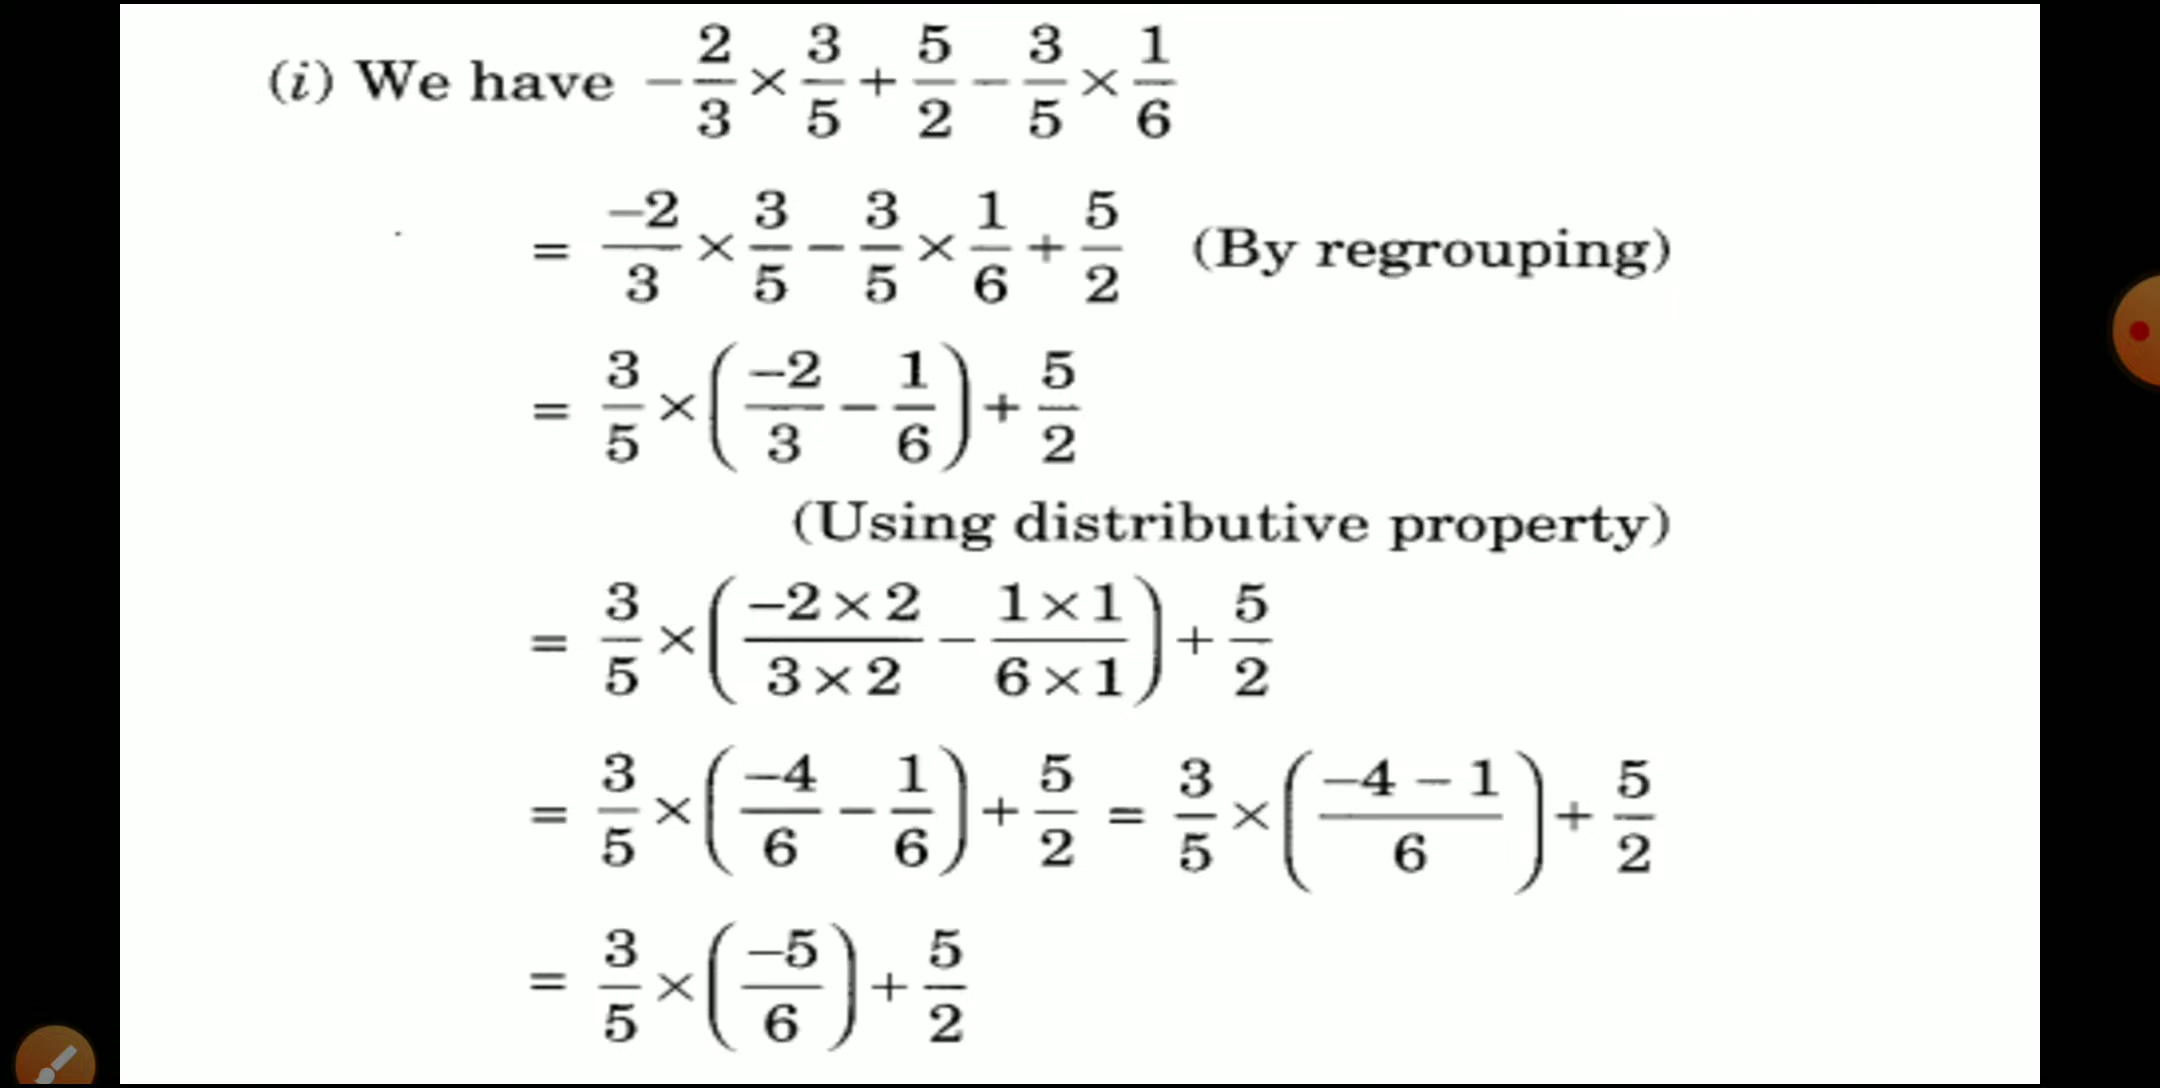 (i) We have −2/3 × 3/5 + 5/2 − 3/5 × 1/6
= −2/3 × 3/5 − 3/5 × 1/6 + 5/2 (By regrouping)
= 3/5 × (−2/3 − 1/6) + 5/2
(Using distributive property)
= 3/5 × (−2×2/3×2 − 1×1/6×1) + 5/2
= 3/5 × (−4/6 − 1/6) + 5/2 = 3/5 × (−4 − 1/6) + 5/2
= 3/5 × (−5/6) + 5/2